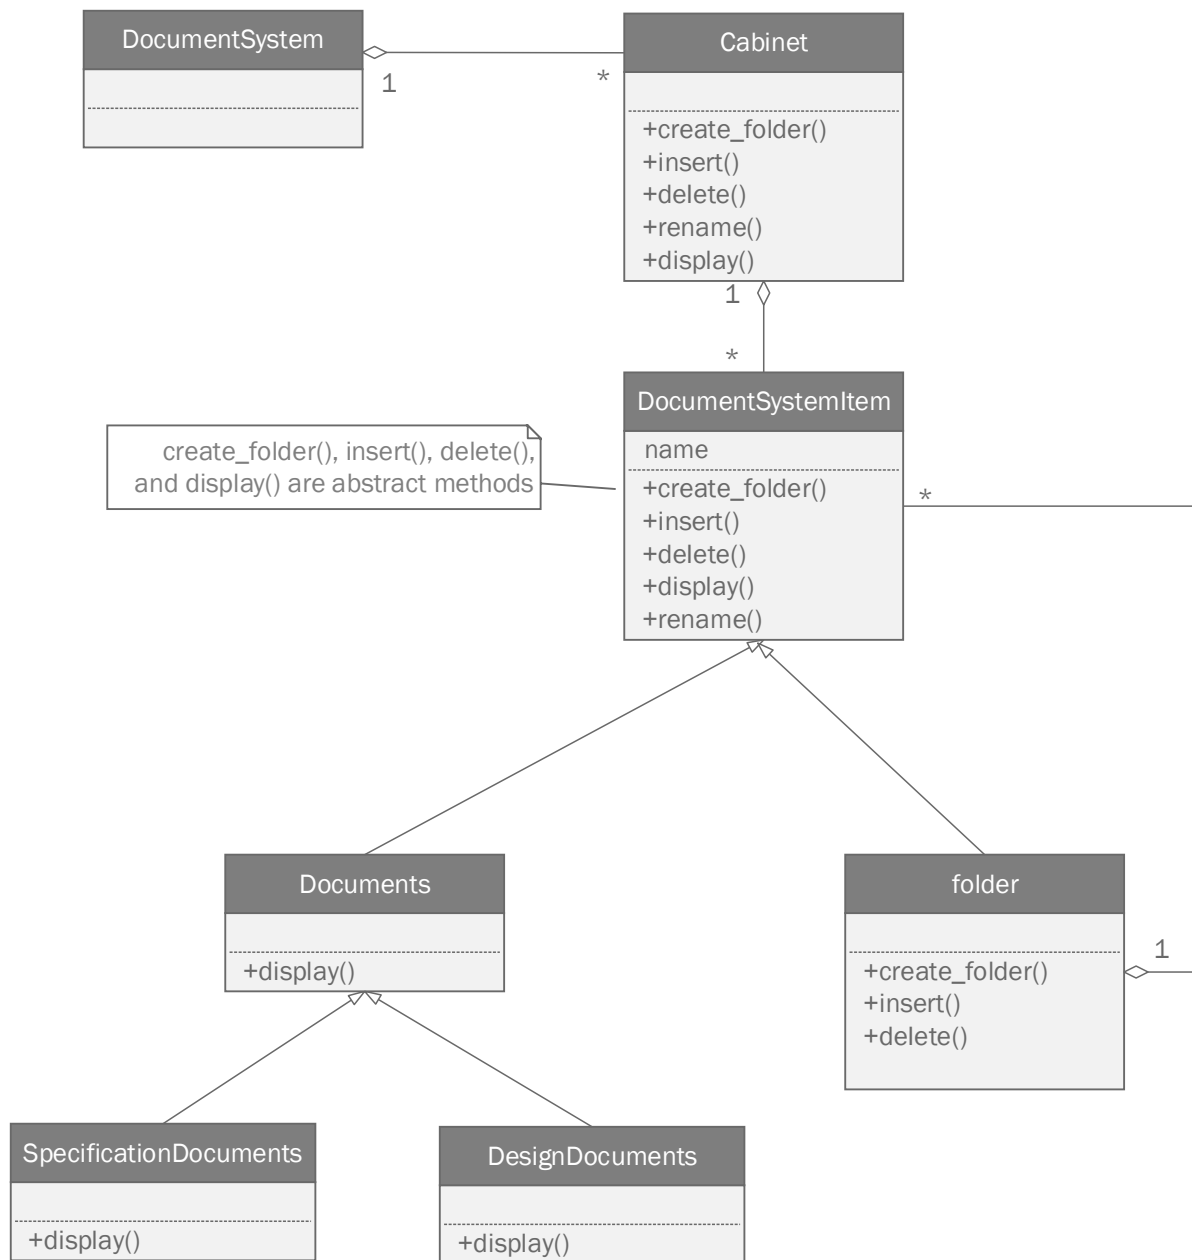 DocumentSystem
1
*
Cabinet
+create_folder()
+insert()
+delete()
+rename()
+display()
1
*
DocumentSystemItem
name
+create_folder()
+insert()
+delete()
+display()
+rename()
*
create_folder(), insert(), delete(),
and display() are abstract methods
Documents
+display()
folder
+create_folder()
+insert()
+delete()
1
SpecificationDocuments
+display()
DesignDocuments
+display()